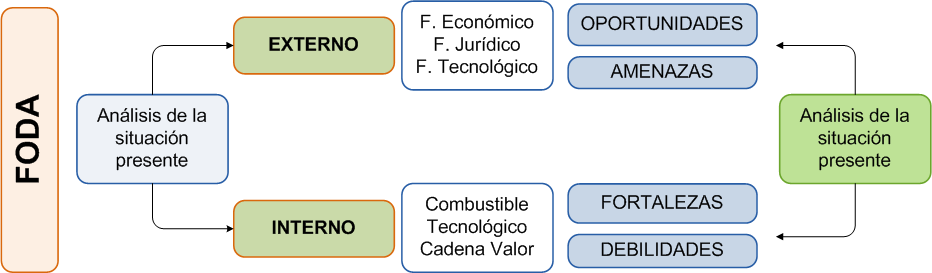 FODA
Análisis de la
situación
presente
EXTERNO
F. Económico
F. Jurídico
F. Tecnológico
OPORTUNIDADES
AMENAZAS
INTERNO
Combustible
Tecnológico
Cadena Valor
FORTALEZAS
DEBILIDADES
Análisis de la
situación
presente